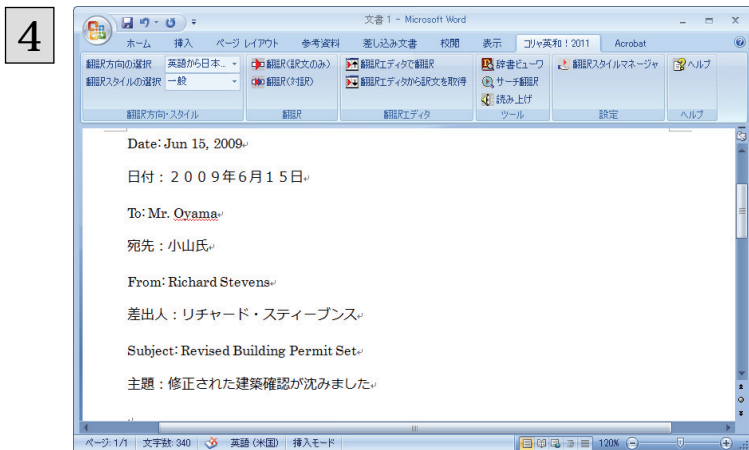 4
文書 1 - Microsoft Word
ホーム 挿入 ページ レイアウト 参考資料 差し込み文書 校閲 表示 コリャ英和!2011 Acrobat
翻訳方向の選択 英語から日本... 翻訳(訳文のみ) 翻訳エディタで翻訳 辞書ビューワ 翻訳スタイルマネージャ ヘルプ
翻訳スタイルの選択 一般 翻訳(対訳) 翻訳エディタから訳文を取得 サーチ翻訳
読み上げ
翻訳方向・スタイル 翻訳 翻訳エディタ ツール 設定 ヘルプ
Date: Jun 15, 2009
日付:2009年6月15日
To: Mr. Oyama
宛先:小山氏
From: Richard Stevens
差出人:リチャード・スティーブンス
Subject: Revised Building Permit Set
主題:修正された建築確認が沈みました
ページ: 1/1 文字数: 340 英語 (米国) 挿入モード 120%